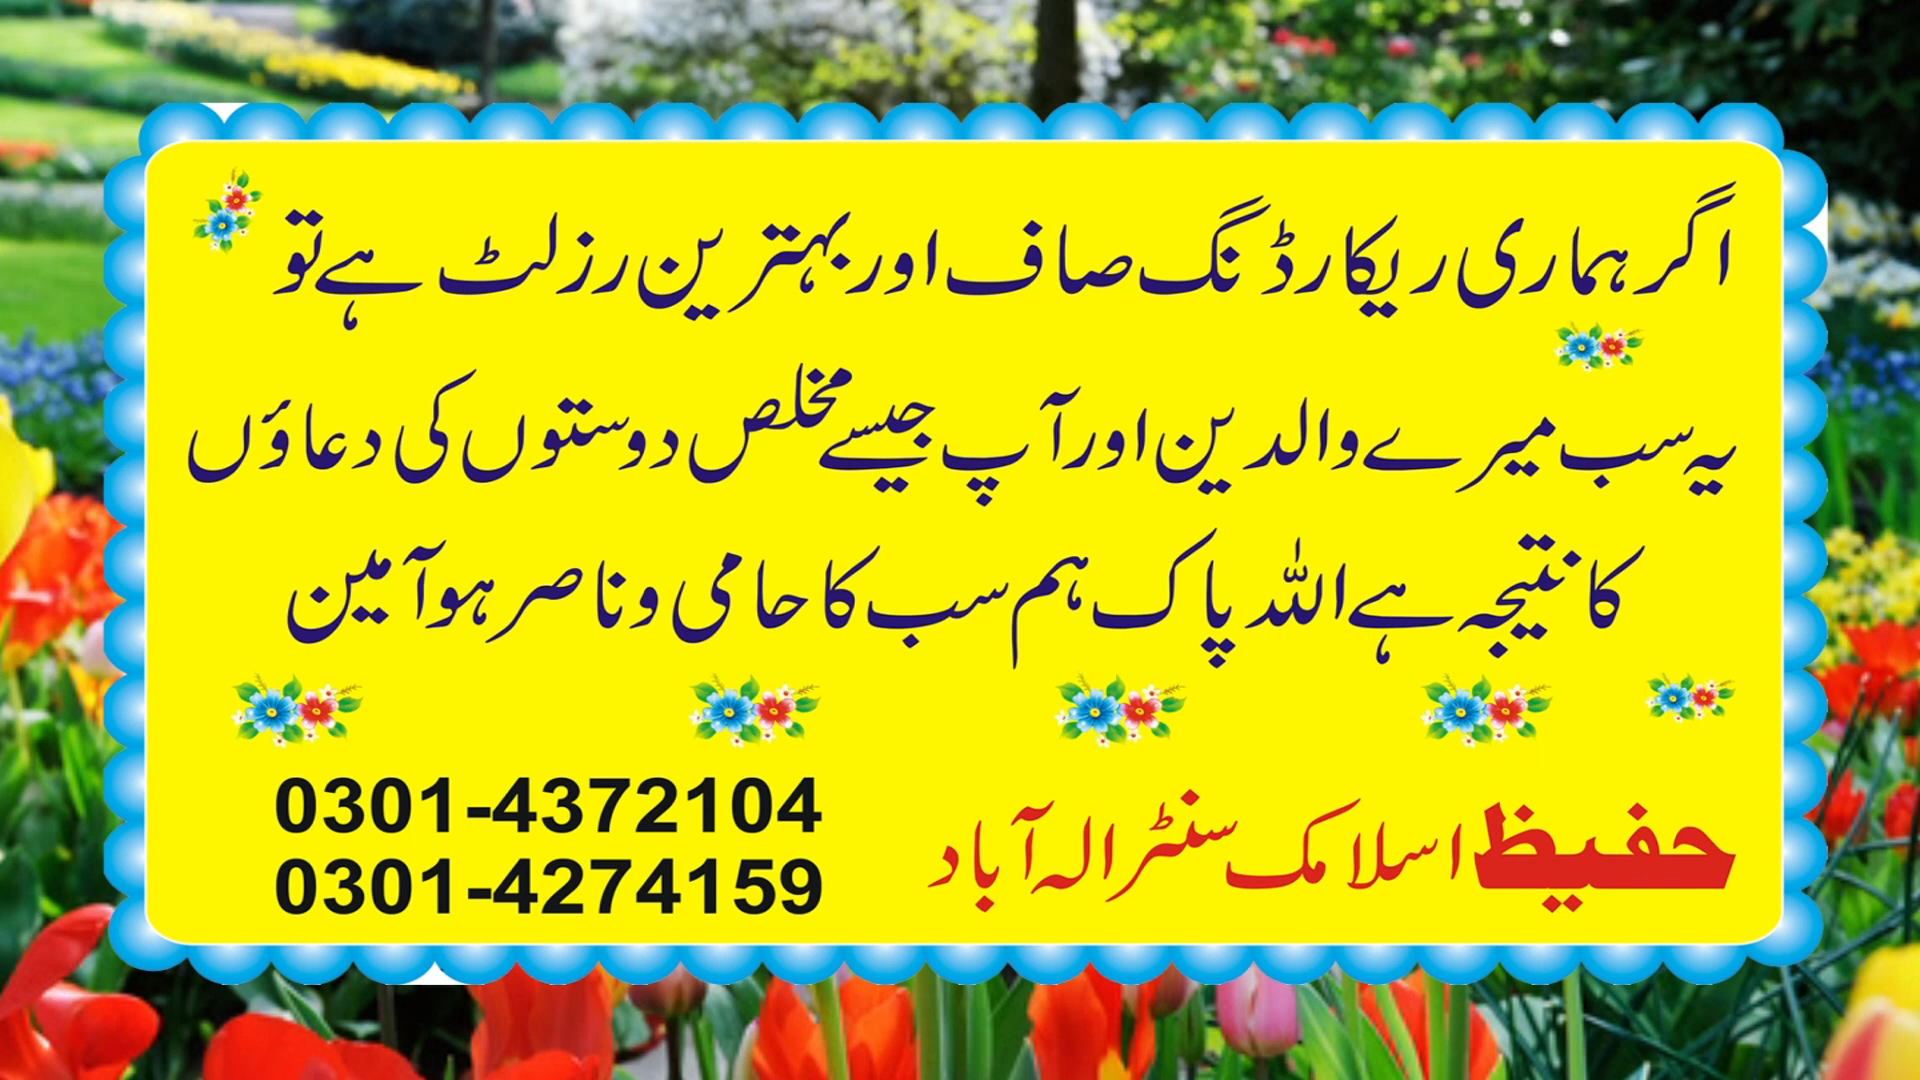 اگر ہماری ریکارڈنگ صاف اور بہترین رزلٹ ہے تو
یہ سب میرے والدین اور آپ جیسے مخلص دوستوں کی دعاؤں
کا نتیجہ ہے اللہ پاک ہم سب کا حامی و ناصر ہو آمین
حفیظ اسلامک سنٹر الہ آباد
0301-4372104
0301-4274159